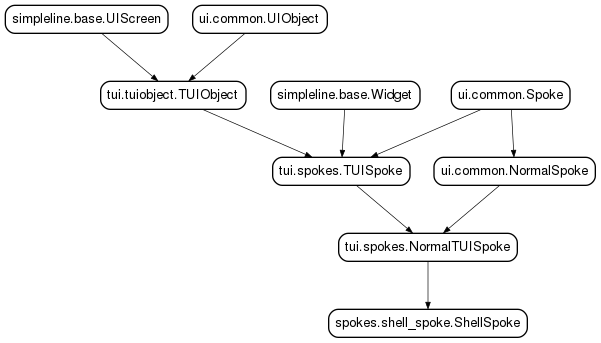 simpleline.base.UIScreen
ui.common.UIObject
tui.tuiobject.TUIObject
simpleline.base.Widget
ui.common.Spoke
tui.spokes.TUISpoke
ui.common.NormalSpoke
tui.spokes.NormalTUISpoke
spokes.shell_spoke.ShellSpoke